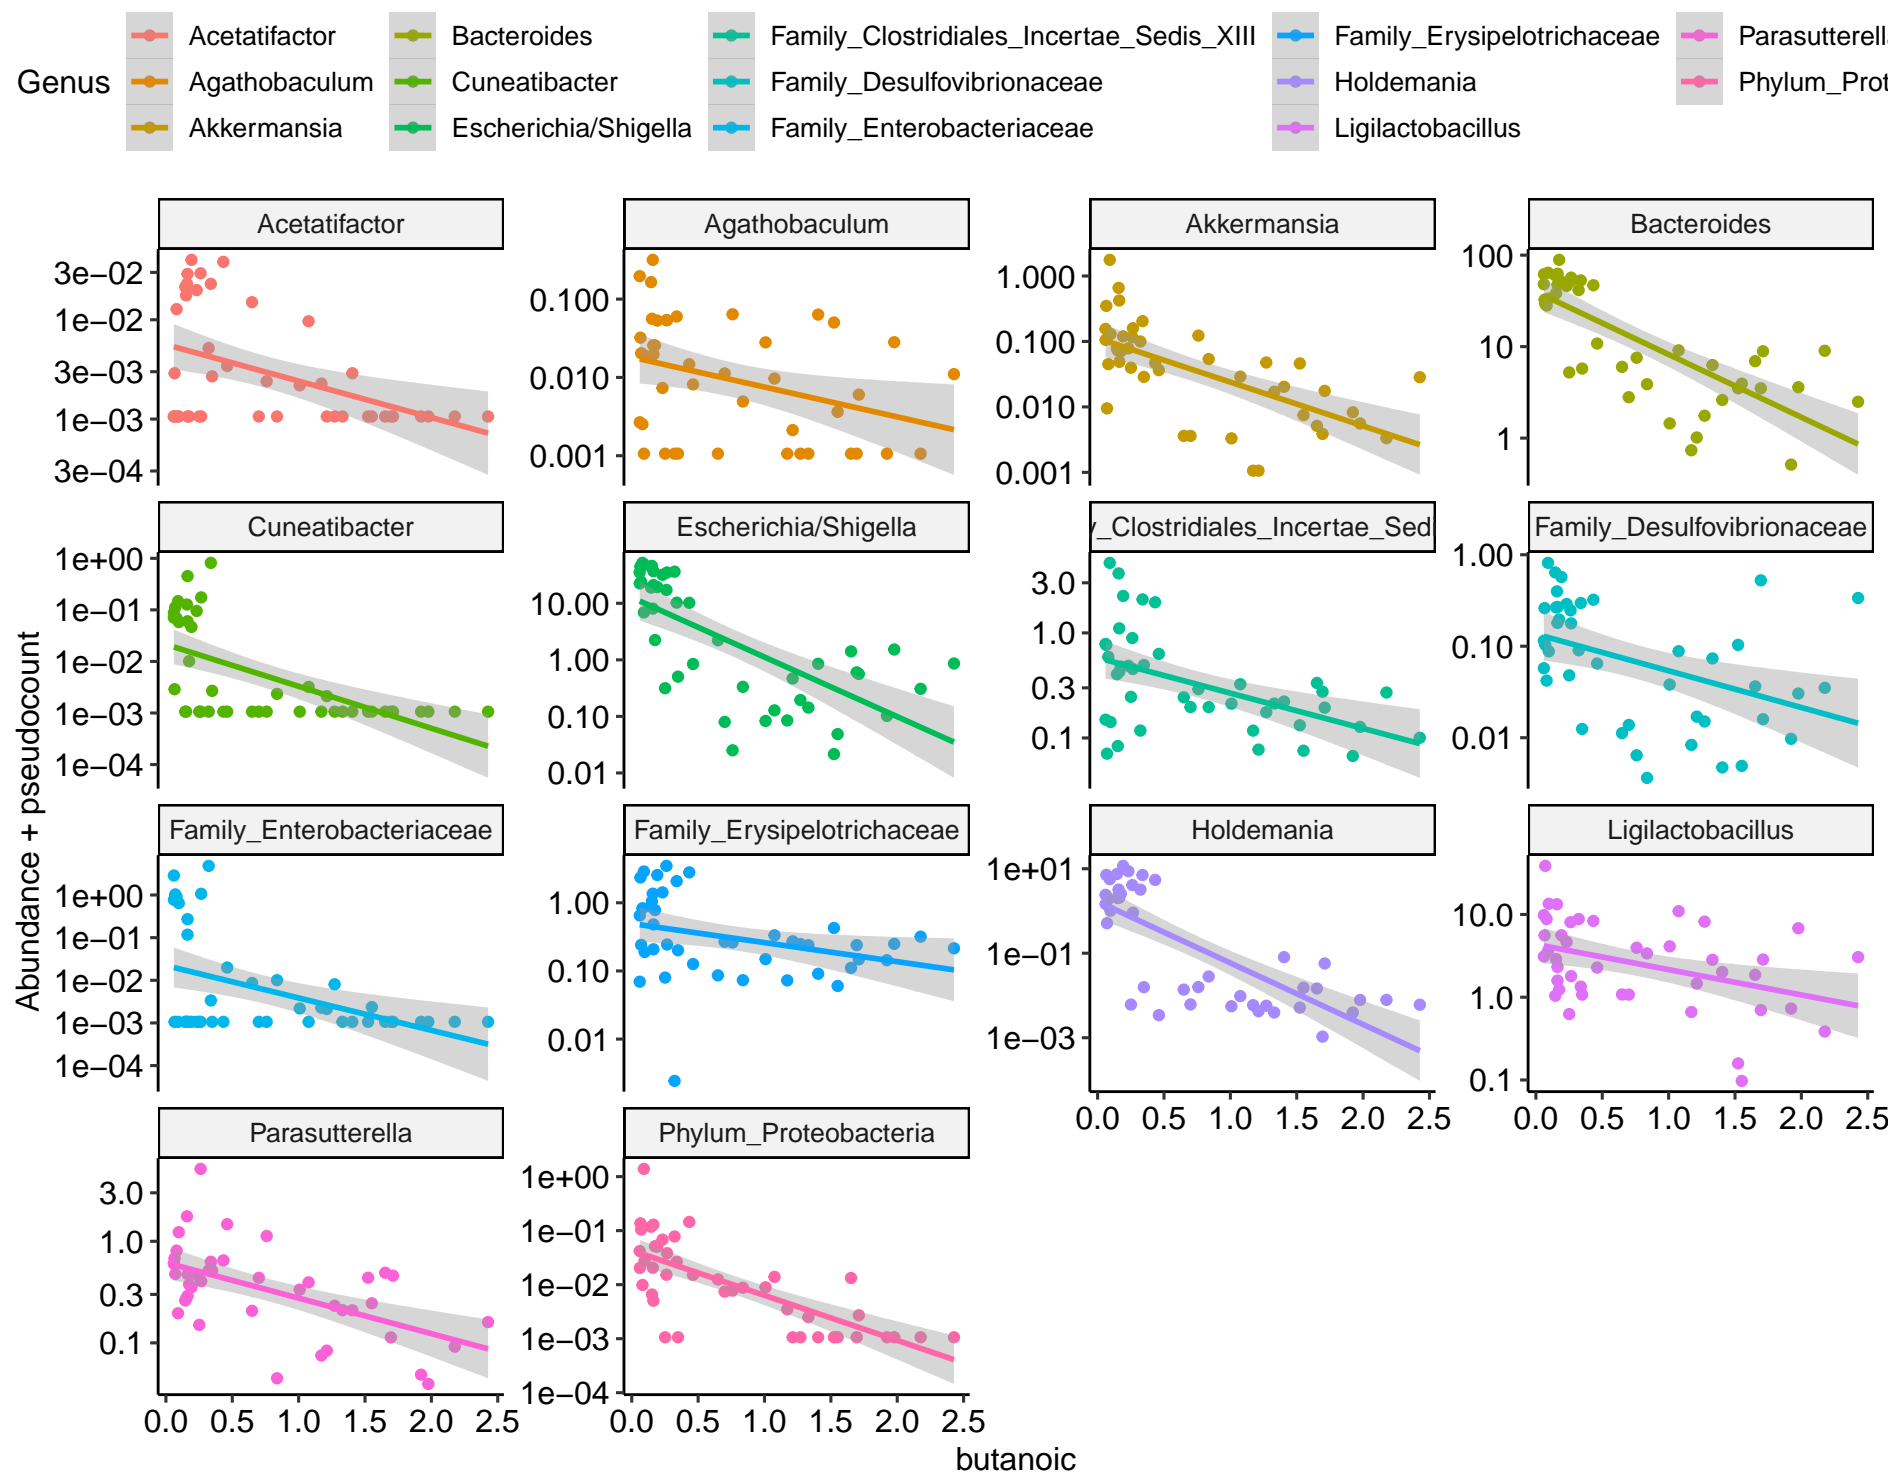 Genus
Acetatifactor
Agathobaculum
Akkermansia
Bacteroides
Cuneatibacter
Escherichia/Shigella
Family_Clostridiales_Incertae_Sedis_XIII
Family_Desulfovibrionaceae
Family_Enterobacteriaceae
Family_Erysipelotrichaceae
Holdemania
Ligilactobacillus
Parasutterella
Phylum_Prot
Acetatifactor
3e−02
1e−02
3e−03
1e−03
3e−04
Agathobaculum
0.100
0.010
0.001
Akkermansia
1.000
0.100
0.010
0.001
Bacteroides
100
10
1
Cuneatibacter
1e+00
1e−01
1e−02
1e−03
1e−04
Escherichia/Shigella
10.00
1.00
0.10
0.01
y_Clostridiales_Incertae_Sedi
3.0
1.0
0.3
0.1
Family_Desulfovibrionaceae
1.00
0.10
0.01
Abundance + pseudocount
Family_Enterobacteriaceae
1e+00
1e−01
1e−02
1e−03
1e−04
Family_Erysipelotrichaceae
1.00
0.10
0.01
Holdemania
1e+01
1e−01
1e−03
0.0 0.5 1.0 1.5 2.0 2.5
Ligilactobacillus
10.0
1.0
0.1
0.0 0.5 1.0 1.5 2.0 2.5
Parasutterella
3.0
1.0
0.3
0.1
0.0 0.5 1.0 1.5 2.0 2.5
Phylum_Proteobacteria
1e+00
1e−01
1e−02
1e−03
1e−04
0.0 0.5 1.0 1.5 2.0 2.5
butanoic